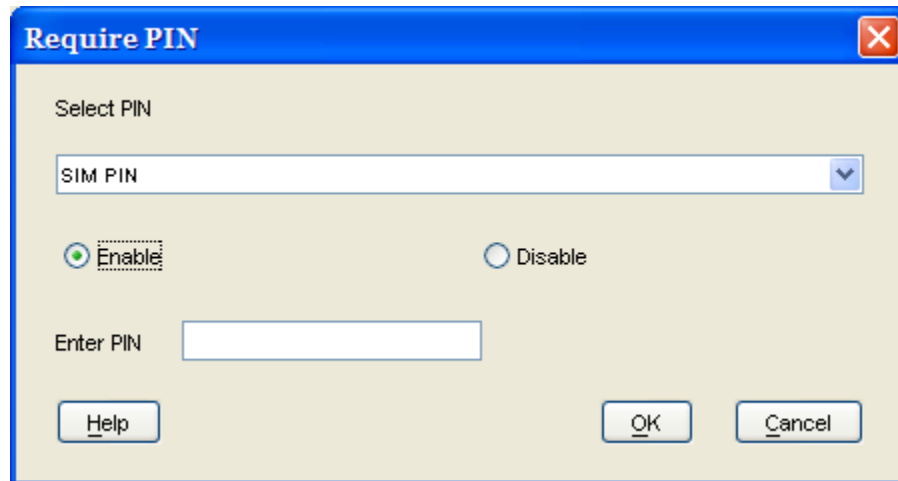 Require PIN
Select PIN
SIM PIN
Enable Disable
Enter PIN
Help OK Cancel